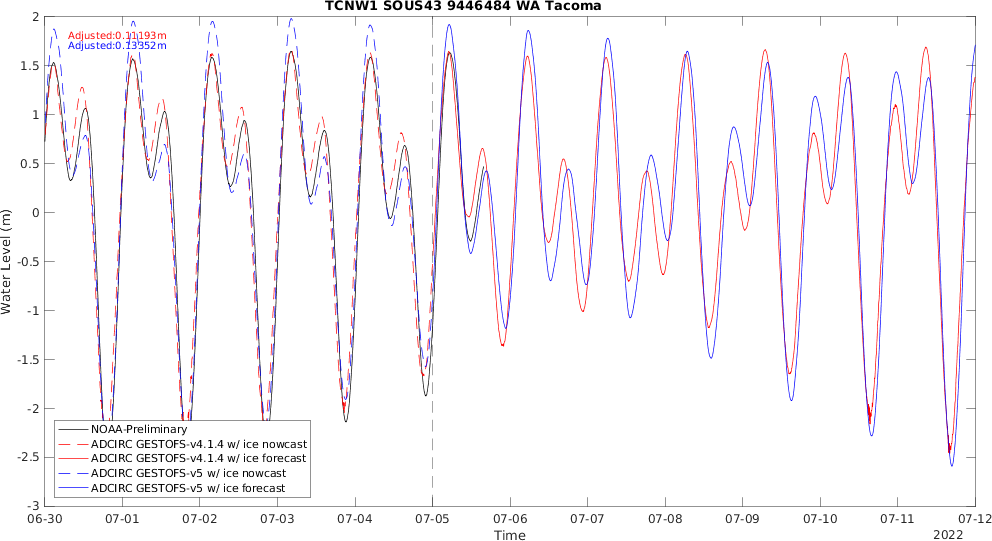 TCNW1 SOUS43 9446484 WA Tacoma
Adjusted:0.11193m
Adjusted:0.13352m
2
1.5
1
0.5
0
-0.5
-1
-1.5
-2
-2.5
-3
Water Level (m)
NOAA-Preliminary
ADCIRC GESTOFS-v4.1.4 w/ ice nowcast
ADCIRC GESTOFS-v4.1.4 w/ ice forecast
ADCIRC GESTOFS-v5 w/ ice nowcast
ADCIRC GESTOFS-v5 w/ ice forecast
06-30 07-01 07-02 07-03 07-04 07-05 07-06 07-07 07-08 07-09 07-10 07-11 07-12
Time
2022